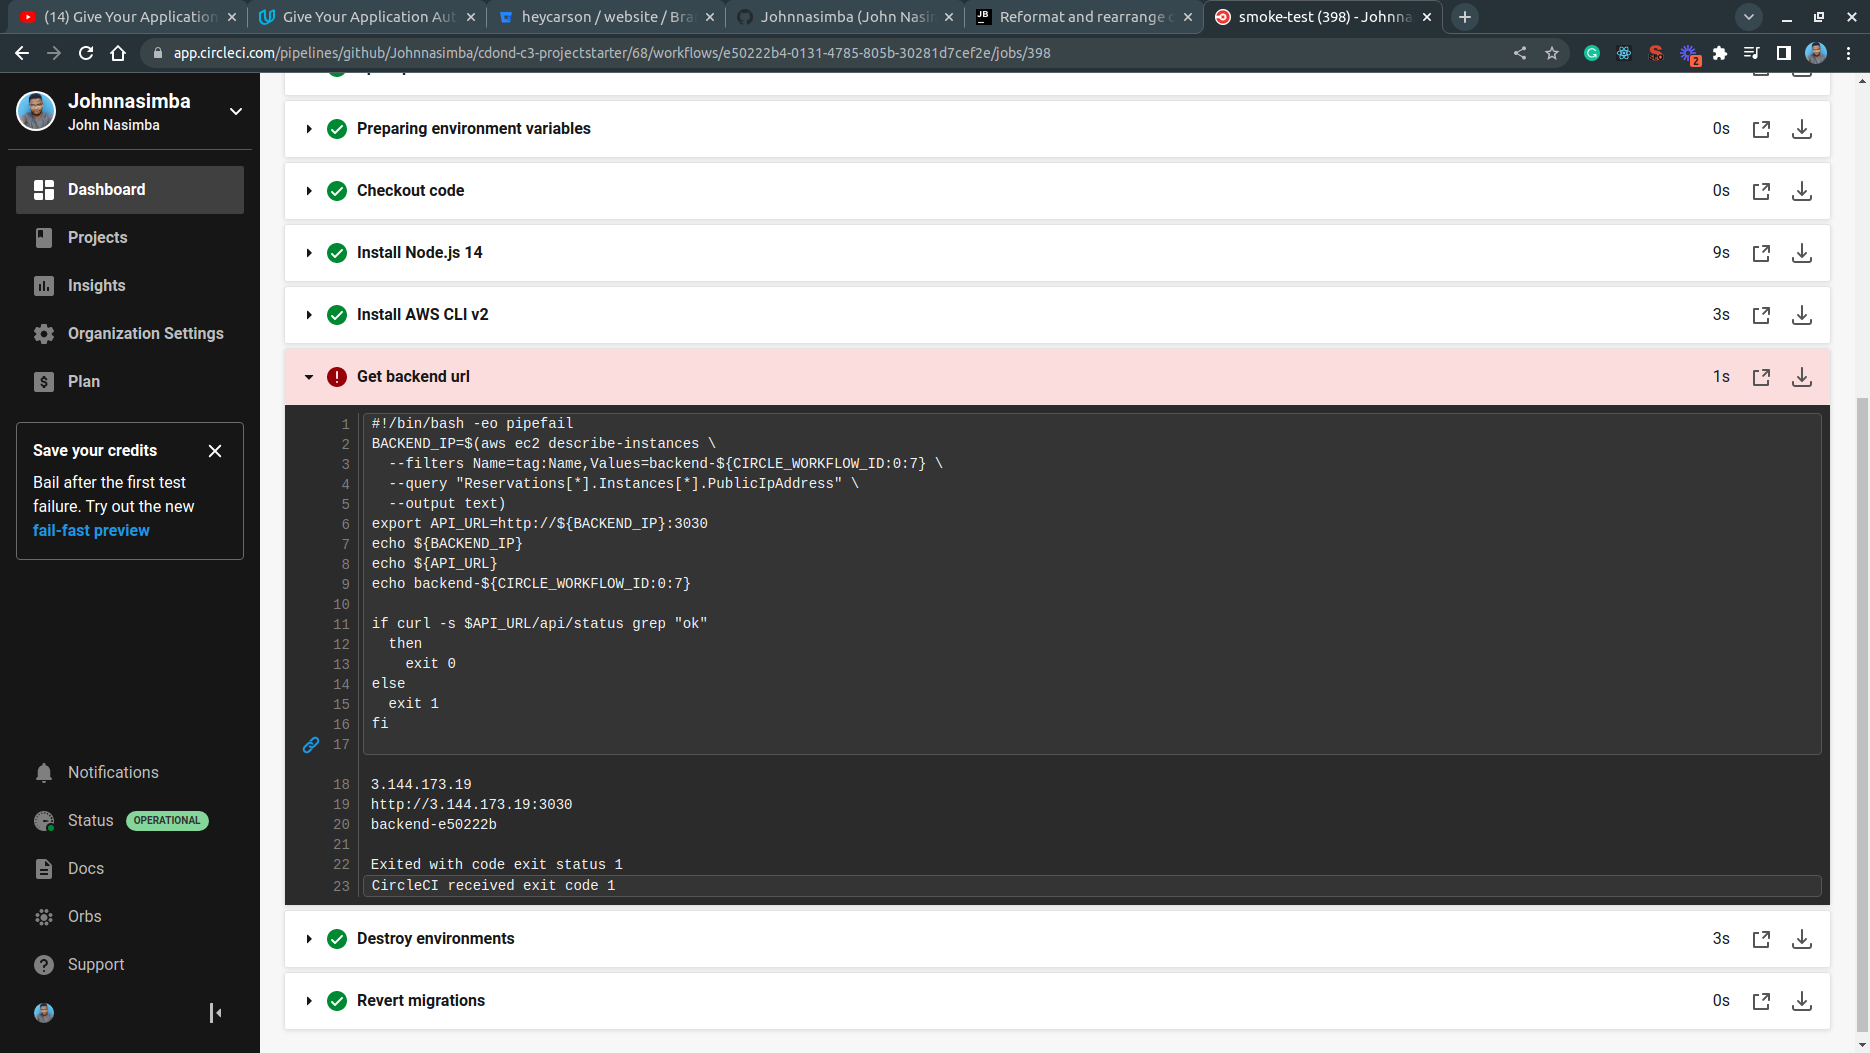 (14) Give Your Application
Give Your Application Aut
heycarson / website / Bra
Johnnasimba (John Nasim
Reformat and rearrange c
smoke-test (398) - Johnna
app.circleci.com/pipelines/github/Johnnasimba/cdond-c3-projectstarter/68/workflows/e50222b4-0131-4785-805b-30281d7cef2e/jobs/398
2
Johnnasimba
John Nasimba
Dashboard
Projects
Insights
Organization Settings
Plan
Save your credits
Bail after the first test
failure. Try out the new
fail-fast preview
Notifications
Status OPERATIONAL
Docs
Orbs
Support
Preparing environment variables 0s
Checkout code 0s
Install Node.js 14 9s
Install AWS CLI v2 3s
Get backend url 1s
1 #!/bin/bash -eo pipefail
2 BACKEND_IP=$(aws ec2 describe-instances \
3 --filters Name=tag:Name,Values=backend-${CIRCLE_WORKFLOW_ID:0:7} \
4 --query "Reservations[*].Instances[*].PublicIpAddress" \
5 --output text)
6 export API_URL=http://${BACKEND_IP}:3030
7 echo ${BACKEND_IP}
8 echo ${API_URL}
9 echo backend-${CIRCLE_WORKFLOW_ID:0:7}
10
11 if curl -s $API_URL/api/status grep "ok"
12 then
13 exit 0
14 else
15 exit 1
16 fi
17
18 3.144.173.19
19 http://3.144.173.19:3030
20 backend-e50222b
21
22 Exited with code exit status 1
23 CircleCI received exit code 1
Destroy environments 3s
Revert migrations 0s